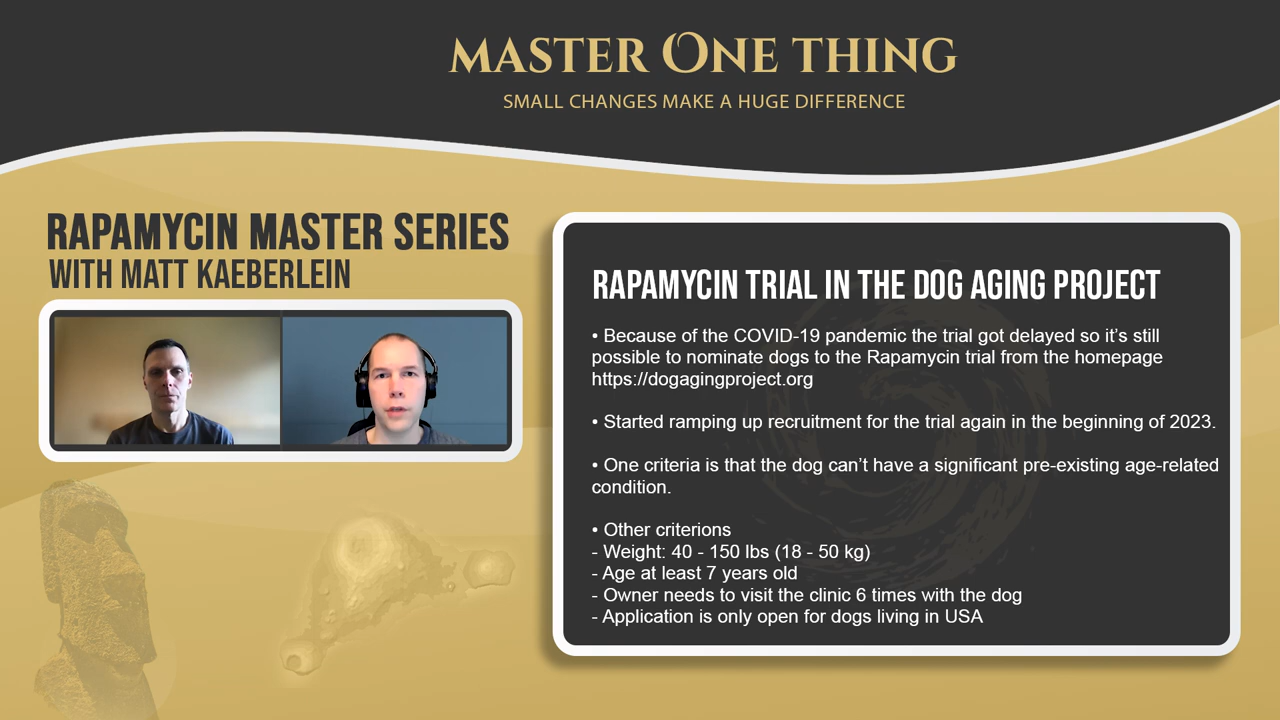 MASTER ONE THING
SMALL CHANGES MAKE A HUGE DIFFERENCE
RAPAMYCIN MASTER SERIES
WITH MATT KAEBERLEIN
RAPAMYCIN TRIAL IN THE DOG AGING PROJECT
• Because of the COVID-19 pandemic the trial got delayed so it's still
possible to nominate dogs to the Rapamycin trial from the homepage
https://dogagingproject.org
• Started ramping up recruitment for the trial again in the beginning of 2023.
• One criteria is that the dog can't have a significant pre-existing age-related
condition.
• Other criterions
- Weight: 40 - 150 lbs (18 - 50 kg)
- Age at least 7 years old
- Owner needs to visit the clinic 6 times with the dog
- Application is only open for dogs living in USA